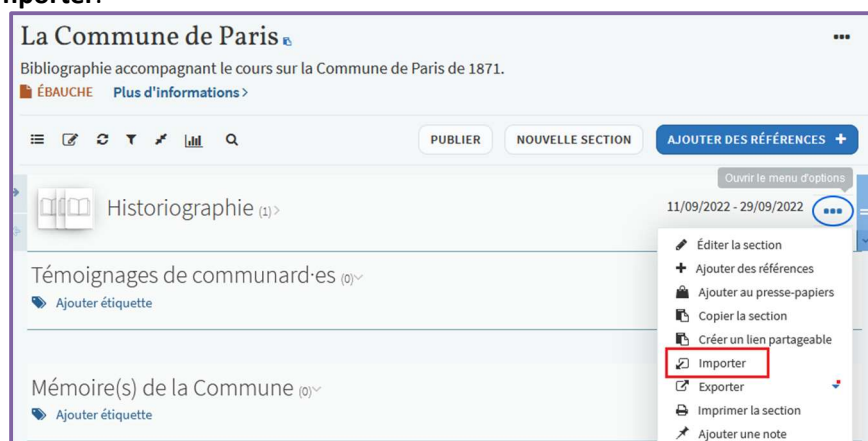 mporter.
La Commune de Paris
Bibliographie accompagnant le cours sur la Commune de Paris de 1871.
ÉBAUCHE Plus d'informations >
PUBLIER NOUVELLE SECTION AJOUTER DES RÉFÉRENCES +
Ouvrir le menu d'options
Historiographie (1) > 11/09/2022 - 29/09/2022
Éditer la section
Témoignages de communard·es (0)
Ajouter des références
Ajouter au presse-papiers
Ajouter étiquette
Copier la section
Créer un lien partageable
Importer
Exporter
Mémoire(s) de la Commune (0)
Imprimer la section
Ajouter étiquette
Ajouter une note